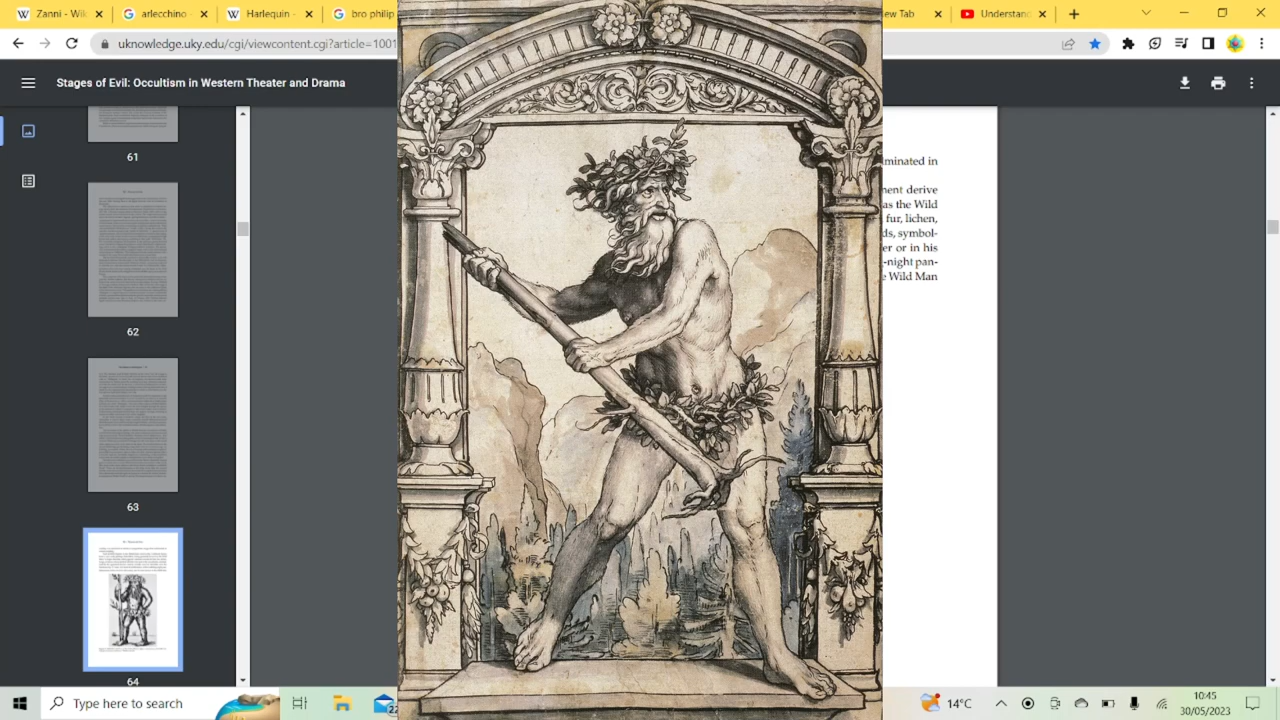 Zanni - Wik
arlecchino
Harlequin -
bro philip
ew Tab
Understan
uknowledge.uky.edu/cgi/viewcontent.cgi?article=1001
Stages of Evil: Occultism in Western Theater and Drama
61
62
63
64
minated in
nent derive
as the Wild
fur, lichen,
ds, symbol-
er or in his
-night pan-
e Wild Man
Type here to search
22
14°C
10:45
30/05/2023